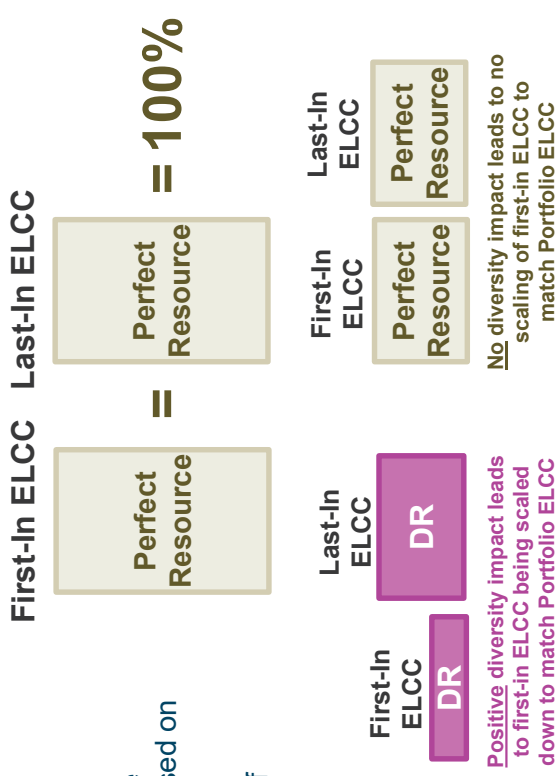 First-In ELCC
Last-In ELCC
Perfect
Resource
=
Perfect
Resource
= 100%
sed on
First-In
ELCC
DR
Last-In
ELCC
DR
First-In
ELCC
Perfect
Resource
Last-In
ELCC
Perfect
Resource
Positive diversity impact leads
to first-in ELCC being scaled
down to match Portfolio ELCC
No diversity impact leads to no
scaling of first-in ELCC to
match Portfolio ELCC